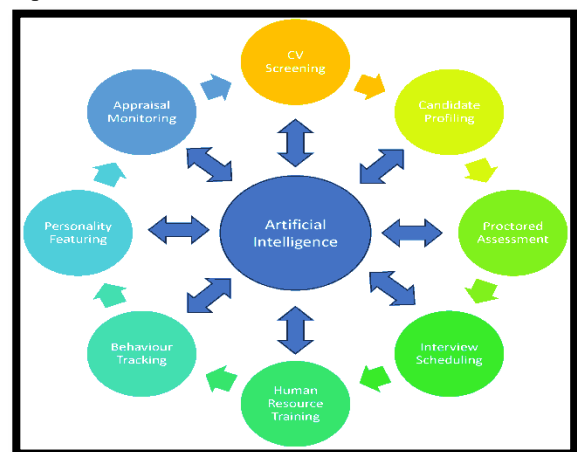 CV
Screening
Candidate
Profiling
Proctored
Assessment
Interview
Scheduling
Human
Resource
Training
Behaviour
Tracking
Personality
Featuring
Appraisal
Monitoring
Artificial
Intelligence